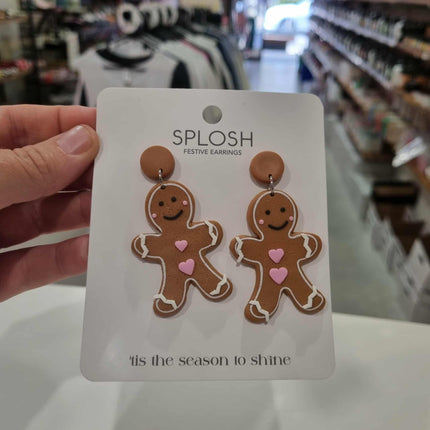 SPLOSH
FESTIVE EARRINGS
'tis the season to shine